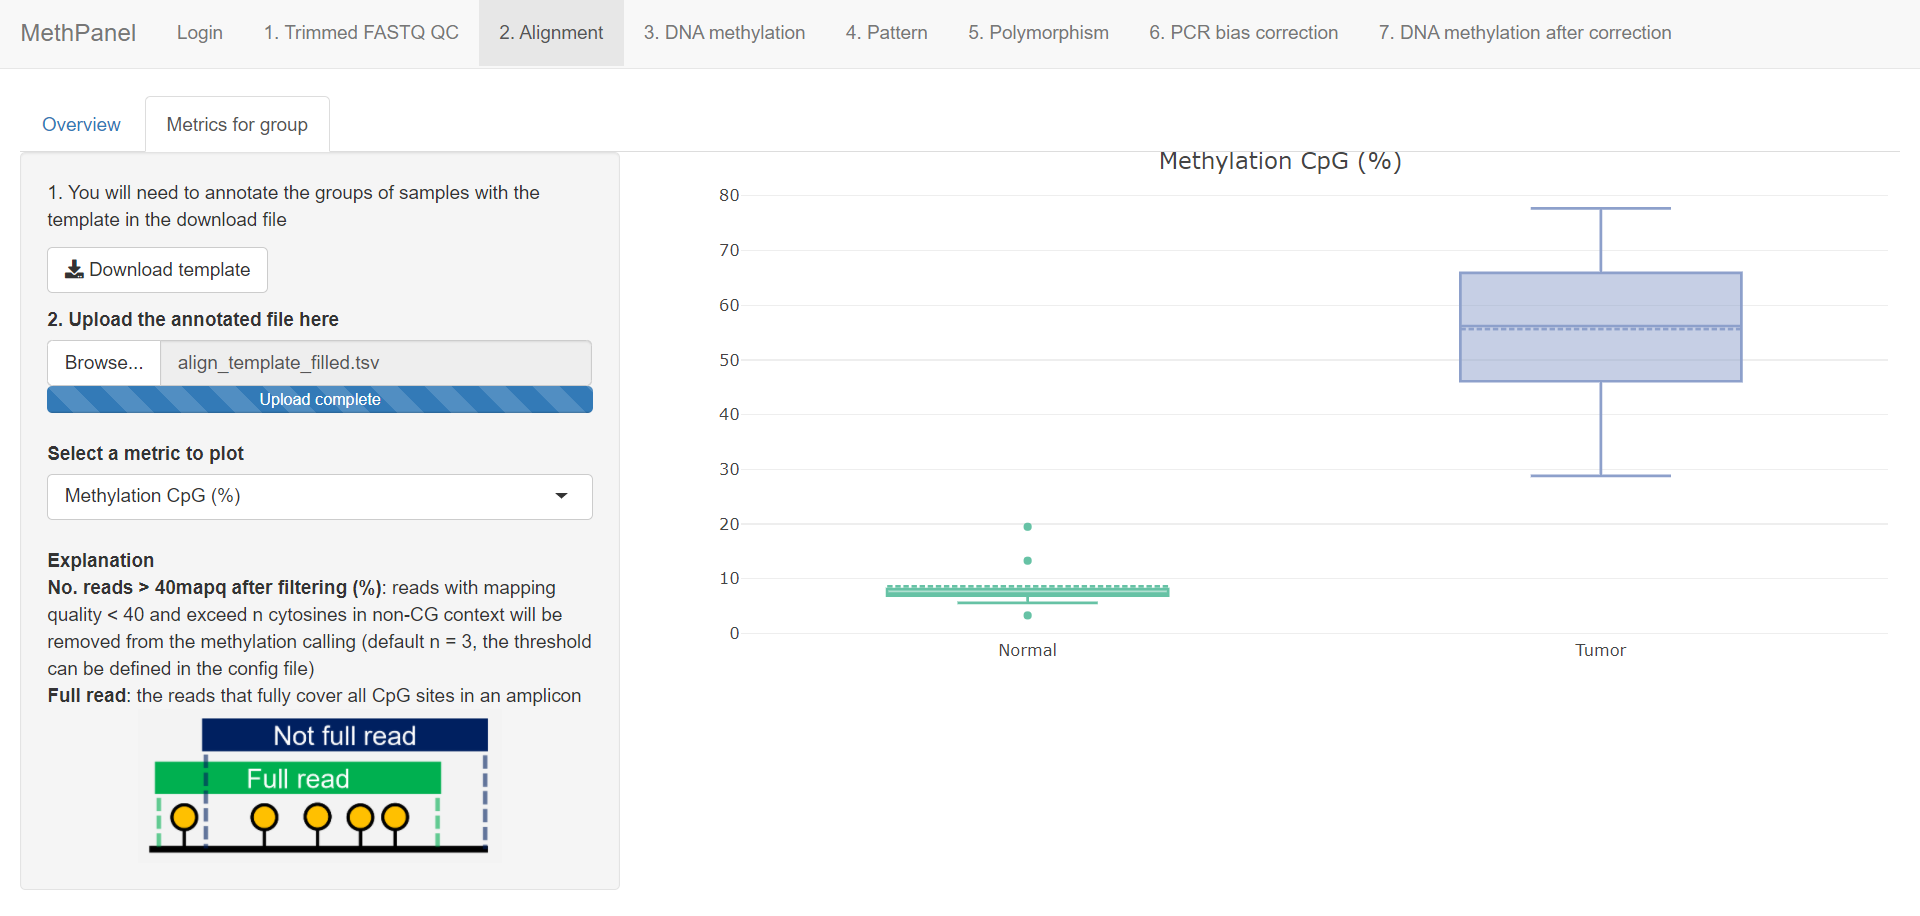 MethPanel Login 1. Trimmed FASTQ QC 2. Alignment 3. DNA methylation 4. Pattern 5. Polymorphism 6. PCR bias correction 7. DNA methylation after correction
Overview Metrics for group
1. You will need to annotate the groups of samples with the
template in the download file
Download template
2. Upload the annotated file here
Browse... align_template_filled.tsv
Upload complete
Select a metric to plot
Methylation CpG (%)
Explanation
No. reads > 40mapq after filtering (%): reads with mapping
quality < 40 and exceed n cytosines in non-CG context will be
removed from the methylation calling (default n = 3, the threshold
can be defined in the config file)
Full read: the reads that fully cover all CpG sites in an amplicon
Not full read
Full read
Methylation CpG (%)
80
70
60
50
40
30
20
10
0
Normal Tumor